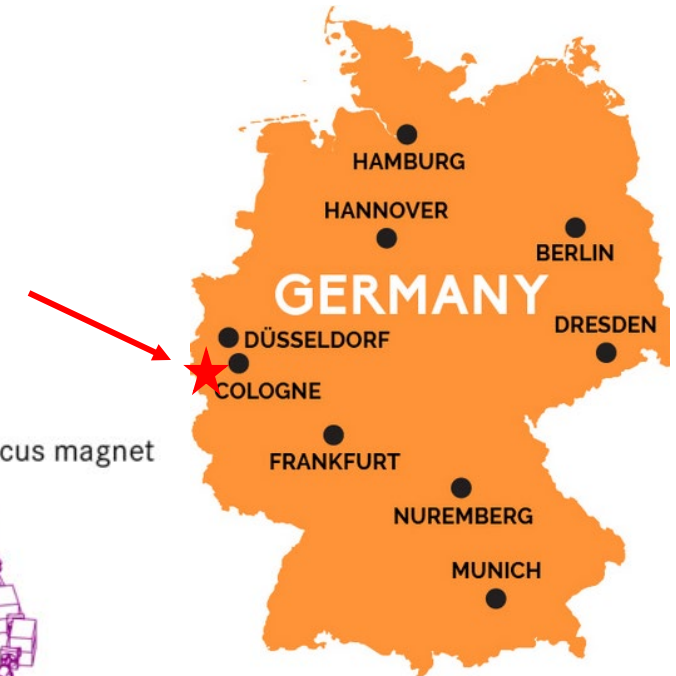 HAMBURG
HANNOVER
BERLIN
GERMANY
DRESDEN
DÜSSELDORF
COLOGNE
cus magnet
FRANKFURT
NUREMBERG
MUNICH